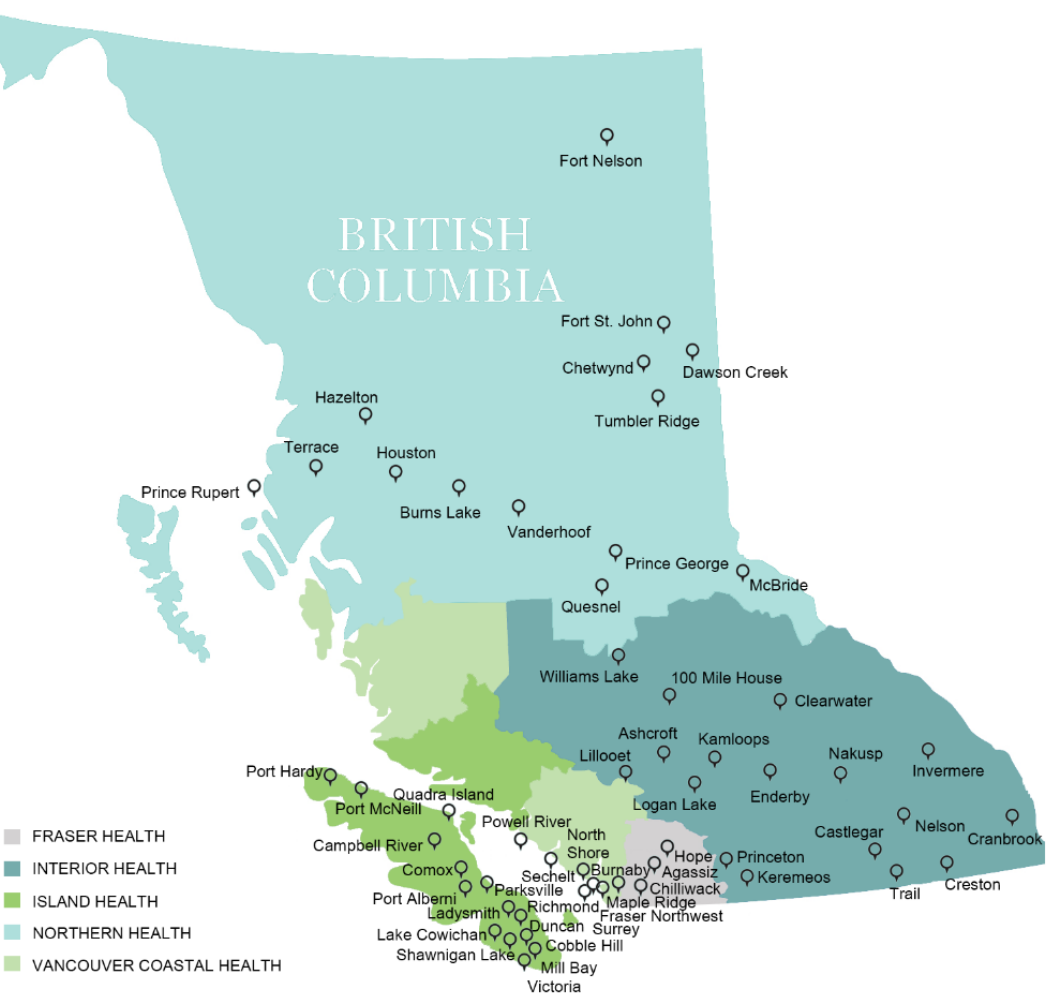 Fort Nelson
BRITISH
COLUMBIA
Fort St. John
Chetwynd
Dawson Creek
Tumbler Ridge
Hazelton
Terrace
Houston
Prince Rupert
Burns Lake
Vanderhoof
Prince George
McBride
Quesnel
Williams Lake
100 Mile House
Clearwater
Ashcroft
Kamloops
Lillooet
Nakusp
Invermere
Port Hardy
Logan Lake
Enderby
Quadra Island
Port McNeill
Powell River
North
Shore
Castlegar
Nelson
Cranbrook
Campbell River
Hope
Princeton
Comox
Sechelt
Burnaby
Agassiz
Keremeos
Creston
Trail
Parksville
Chilliwack
Port Alberni
Maple Ridge
Ladysmith
Richmond
Fraser Northwest
Duncan
Surrey
Lake Cowichan
Cobble Hill
Shawnigan Lake
Mill Bay
Victoria
FRASER HEALTH
INTERIOR HEALTH
ISLAND HEALTH
NORTHERN HEALTH
VANCOUVER COASTAL HEALTH